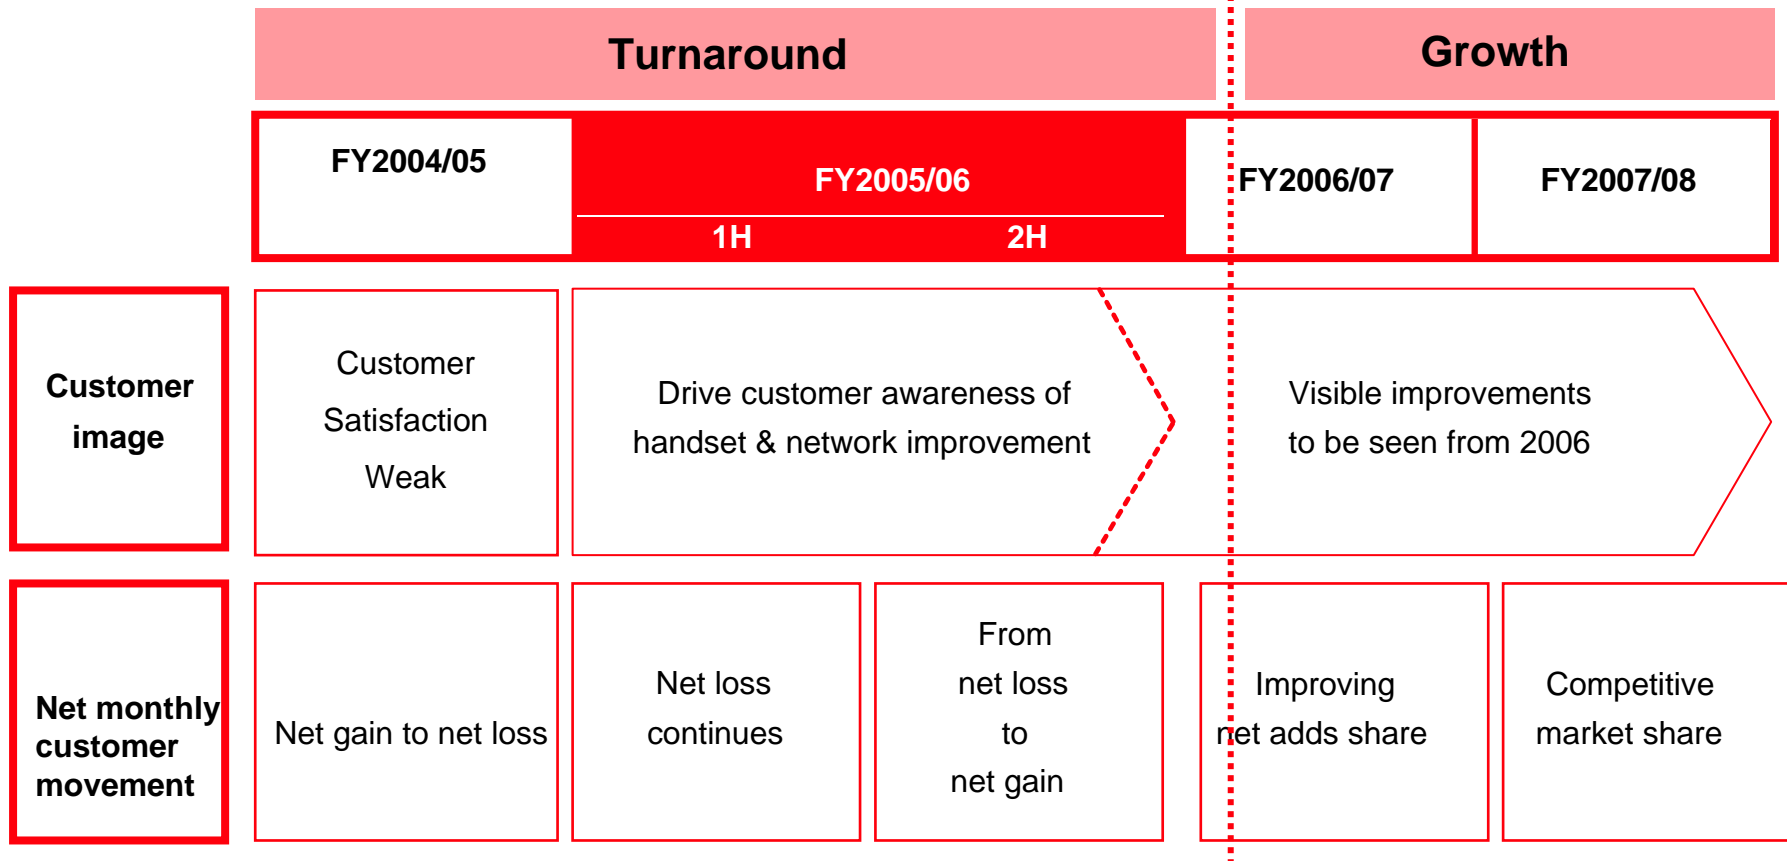 Turnaround
Growth
FY2004/05
FY2005/06
FY2006/07
FY2007/08
1H
2H
Customer
image
Customer
Satisfaction
Weak
Drive customer awareness of
handset & network improvement
Visible improvements
to be seen from 2006
Net monthly
customer
movement
Net gain to net loss
Net loss
continues
From
net loss
to
net gain
Improving
net adds share
Competitive
market share